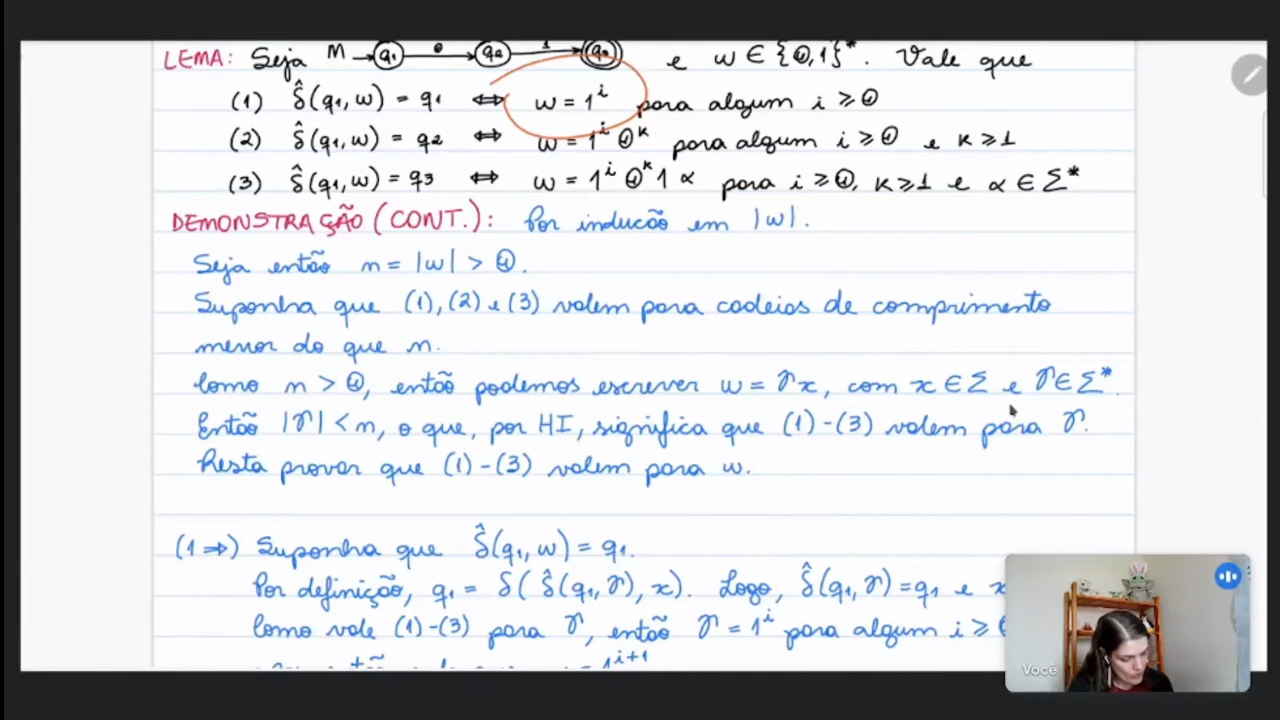 LEMA: Seja M → q1 0 q2 1 q3 e w ∈ {0,1}*. Vale que
(1) δ̂(q1, w) = q1 ⇔ w = 1^i para algum i ≥ 0
(2) δ̂(q1, w) = q2 ⇔ w = 1^i 0^k para algum i ≥ 0 e k ≥ 1
(3) δ̂(q1, w) = q3 ⇔ w = 1^i 0^k 1 α para i ≥ 0, k ≥ 1 e α ∈ Σ*
DEMONSTRAÇÃO (CONT.): Por inducão em |w|.
Seja então n = |w| > 0.
Suponha que (1), (2) e (3) valem para cadeias de comprimento
menor do que n.
Como n > 0, então podemos escrever w = γx, com x ∈ Σ e γ ∈ Σ*.
Então |γ| < n, o que, por HI, significa que (1)-(3) valem para γ.
Resta provar que (1)-(3) valem para w.
(1⇒) Suponha que δ̂(q1, w) = q1.
Por definição, q1 = δ(δ̂(q1, γ), x). Logo, δ̂(q1, γ) = q1 e x
Como vale (1)-(3) para γ, então γ = 1^i para algum i ≥ 0
1^i+1
Você